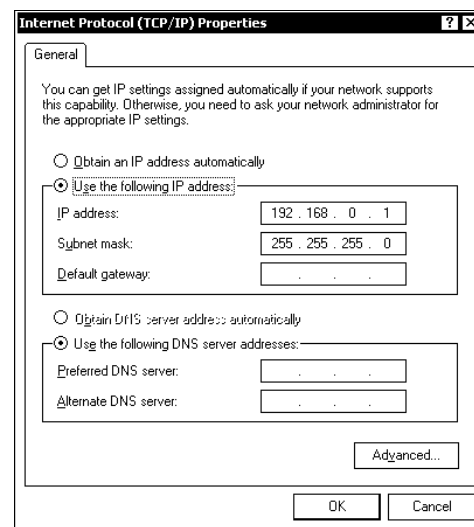 Internet Protocol (TCP/IP) Properties ? X
General
You can get IP settings assigned automatically if your network supports
this capability. Otherwise, you need to ask your network administrator for
the appropriate IP settings.
Obtain an IP address automatically
Use the following IP address:
IP address: 192 . 168 . 0 . 1
Subnet mask: 255 . 255 . 255 . 0
Default gateway: . . .
Obtain DNS server address automatically
Use the following DNS server addresses:
Preferred DNS server: . . .
Alternate DNS server: . . .
Advanced...
OK Cancel